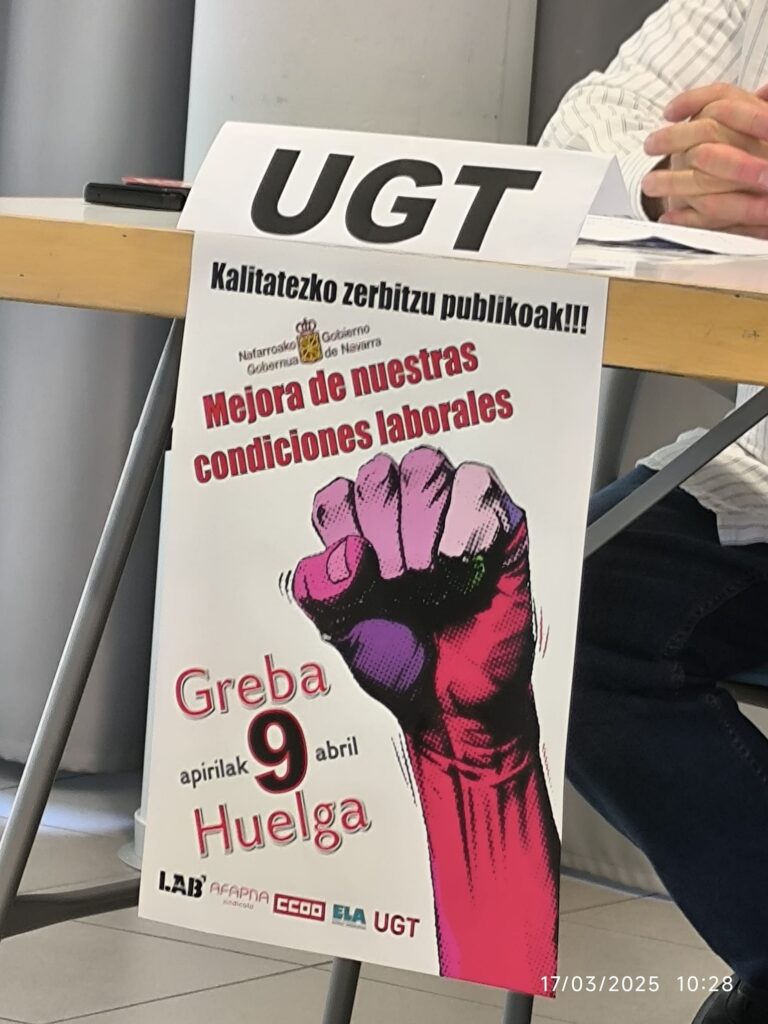 UGT
Kalitatezko zerbitzu publikoak!!!
Nafarroako Gobierno
Gobernua de Navarra
Mejora de nuestras
condiciones laborales
Greba
apirilak 9 abril
Huelga
LAB AFAPNA CCOO ELA UGT
sindicato
17/03/2025 10:28